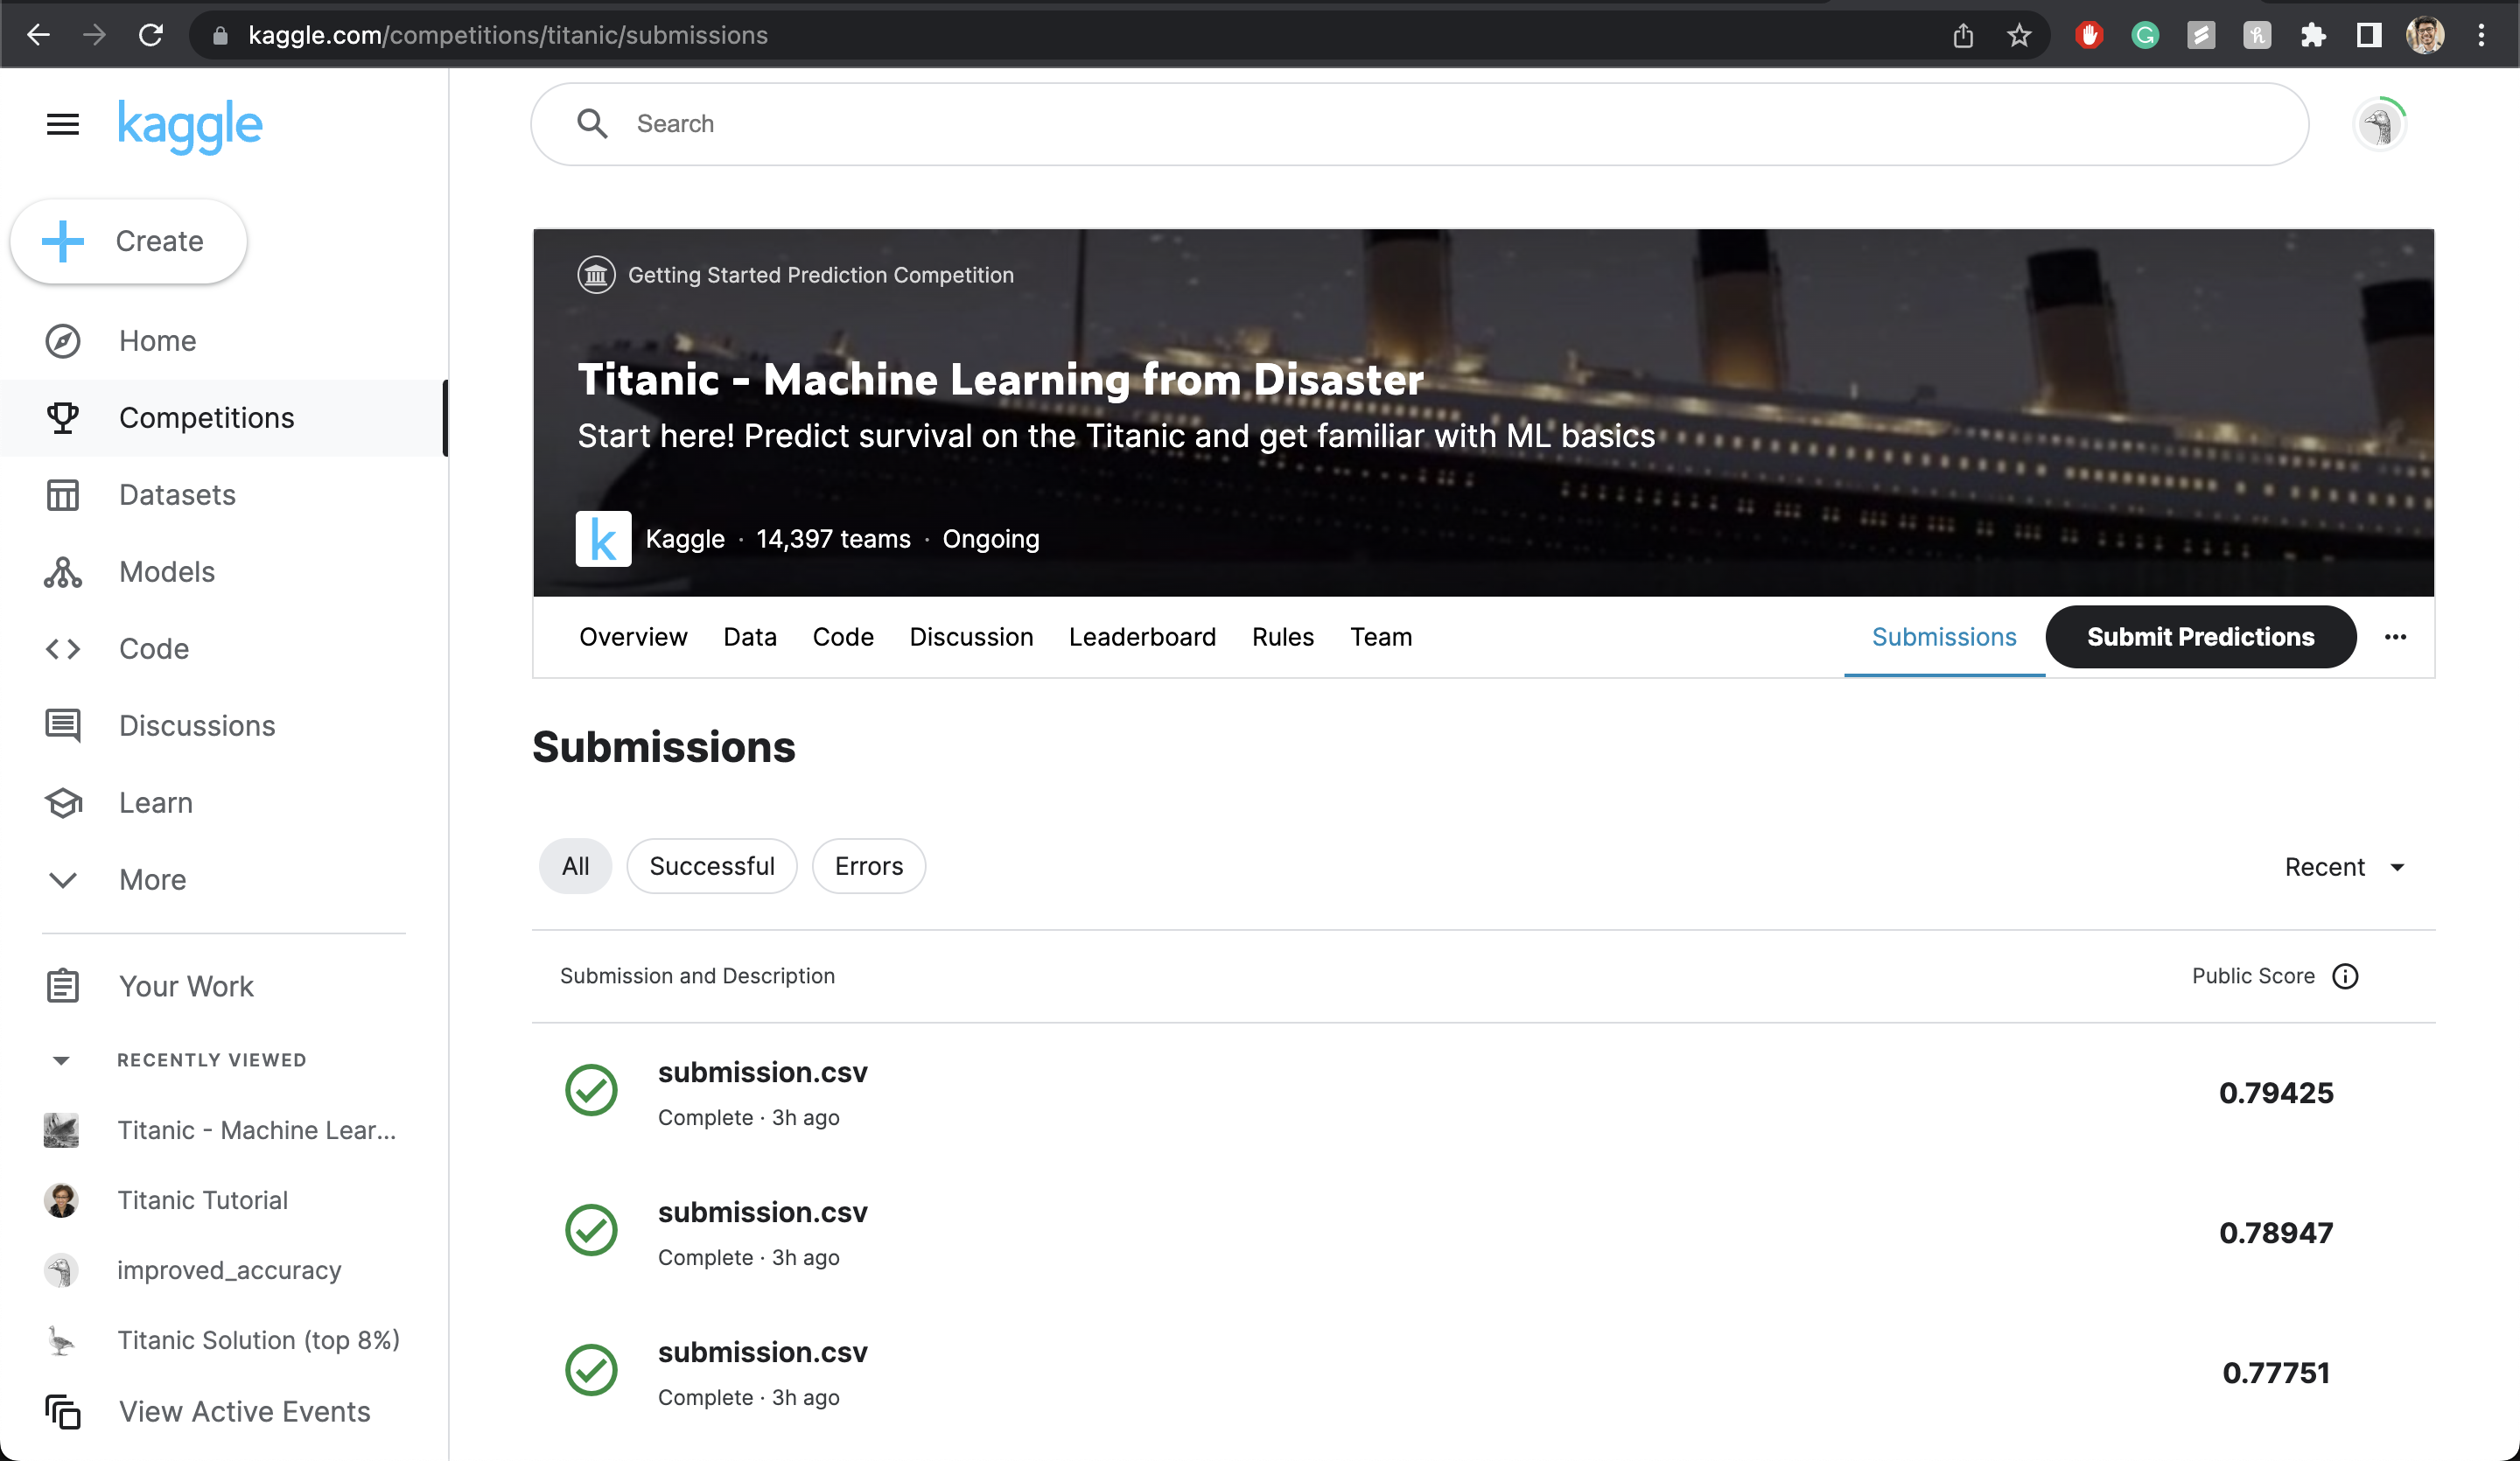 kaggle.com/competitions/titanic/submissions
kaggle
Search
Create
Home
Competitions
Datasets
Models
Code
Discussions
Learn
More
Your Work
RECENTLY VIEWED
Titanic - Machine Lear...
Titanic Tutorial
improved_accuracy
Titanic Solution (top 8%)
View Active Events
Getting Started Prediction Competition
Titanic - Machine Learning from Disaster
Start here! Predict survival on the Titanic and get familiar with ML basics
k Kaggle · 14,397 teams · Ongoing
Overview Data Code Discussion Leaderboard Rules Team Submissions Submit Predictions ...
Submissions
All Successful Errors Recent
Submission and Description Public Score
submission.csv
Complete · 3h ago
0.79425
submission.csv
Complete · 3h ago
0.78947
submission.csv
Complete · 3h ago
0.77751